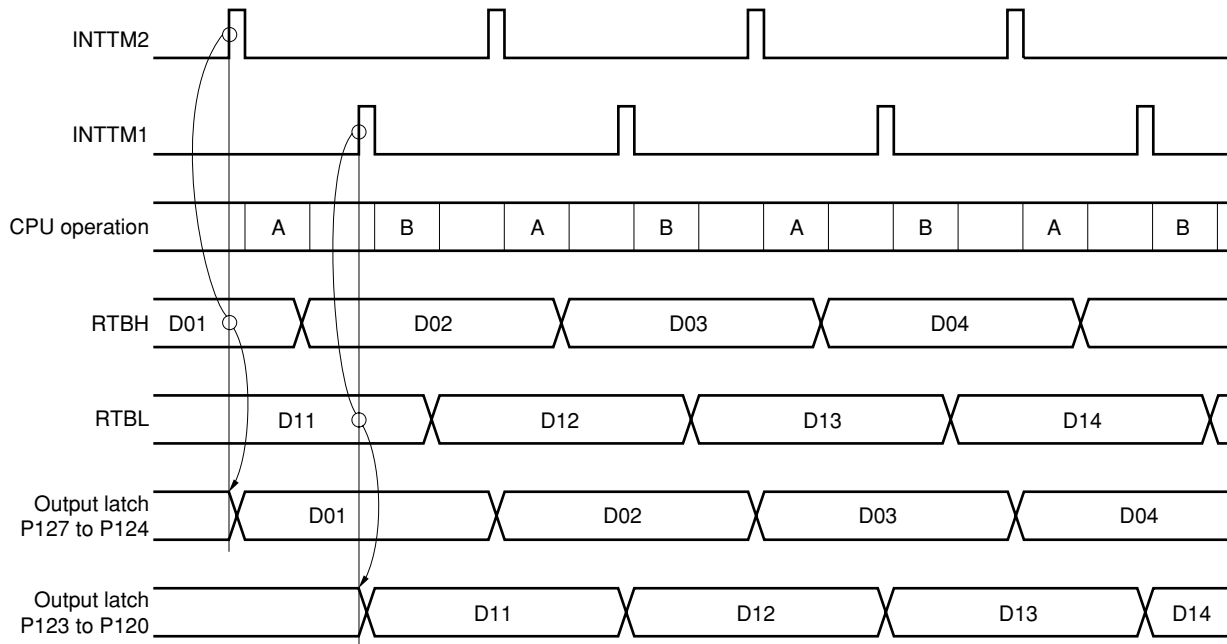 INTTM2
INTTM1
CPU operation A B A B A B A B
RTBH D01 D02 D03 D04
RTBL D11 D12 D13 D14
Output latch
P127 to P124 D01 D02 D03 D04
Output latch
P123 to P120 D11 D12 D13 D14